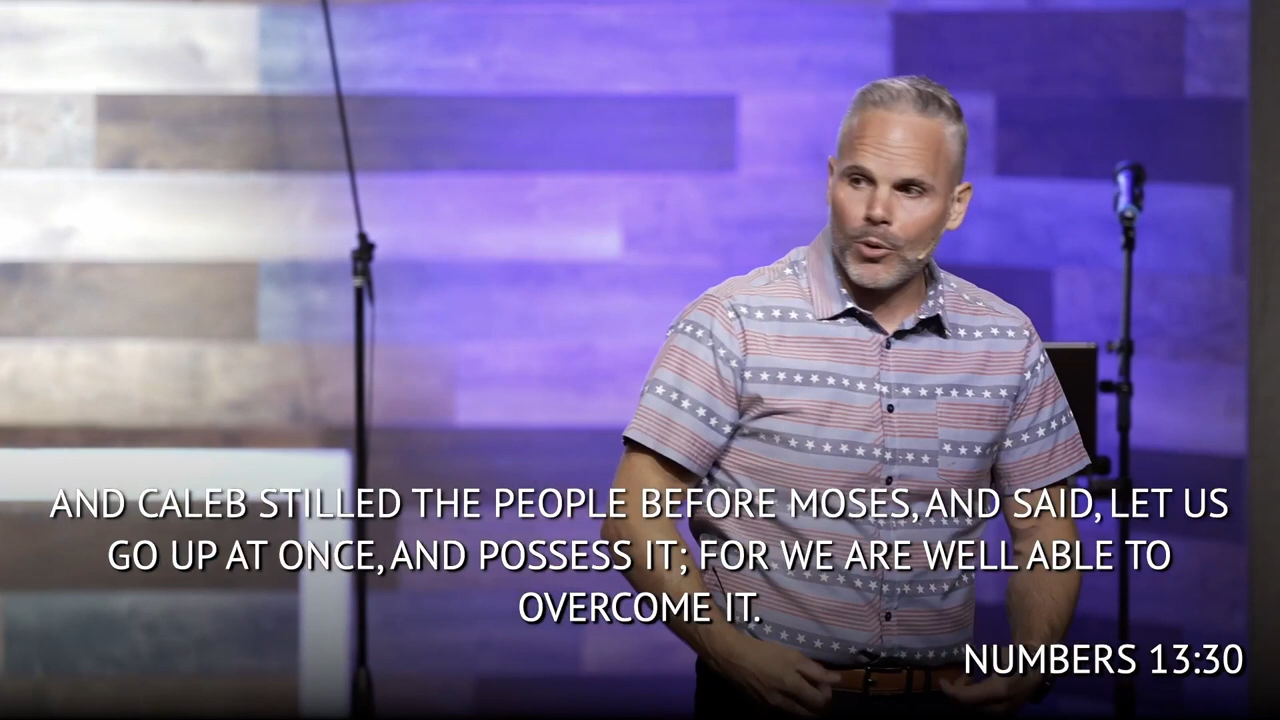 AND CALEB STILLED THE PEOPLE BEFORE MOSES, AND SAID, LET US
GO UP AT ONCE, AND POSSESS IT; FOR WE ARE WELL ABLE TO
OVERCOME IT.
NUMBERS 13:30